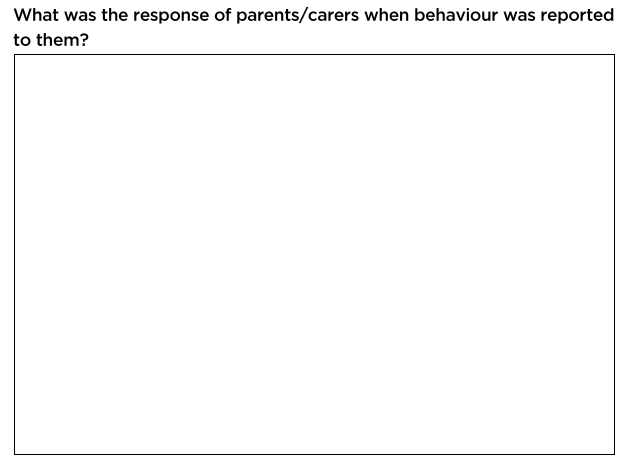 What was the response of parents/carers when behaviour was reported
to them?